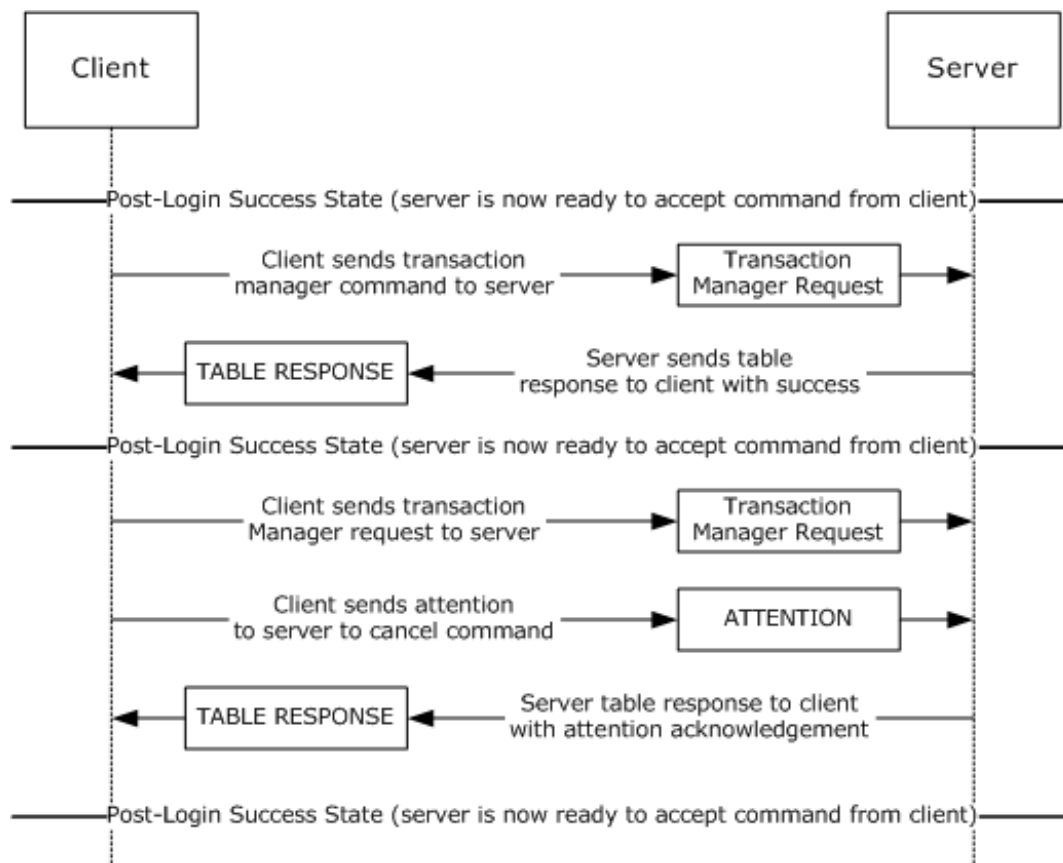 Client
Server
Post-Login Success State (server is now ready to accept command from client)
Client sends transaction
manager command to server
Transaction
Manager Request
TABLE RESPONSE
Server sends table
response to client with success
Post-Login Success State (server is now ready to accept command from client)
Client sends transaction
Manager request to server
Transaction
Manager Request
Client sends attention
to server to cancel command
ATTENTION
TABLE RESPONSE
Server table response to client
with attention acknowledgement
Post-Login Success State (server is now ready to accept command from client)